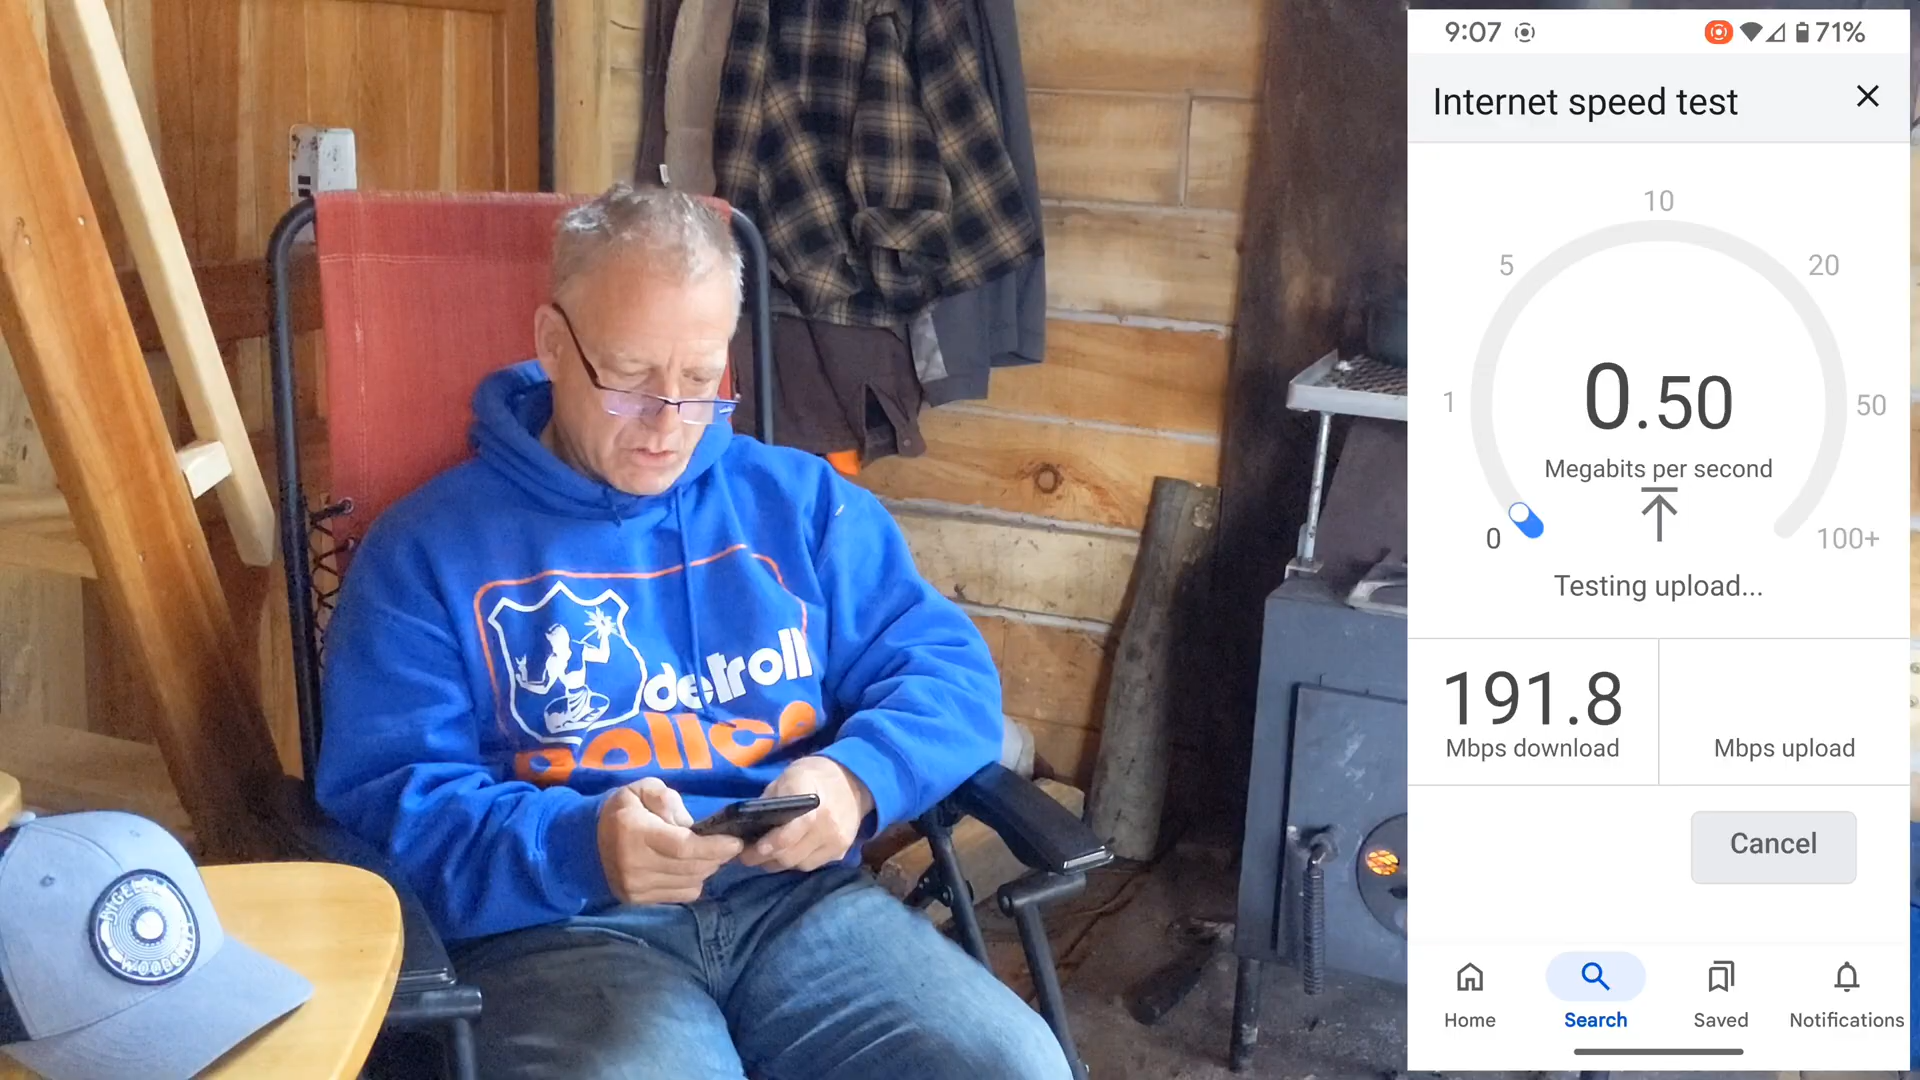 9:07
71%
Internet speed test
10
5
20
0.50
1
50
Megabits per second
0
100+
Testing upload...
191.8
Mbps download
Mbps upload
Cancel
Home
Search
Saved
Notifications
detroit
police